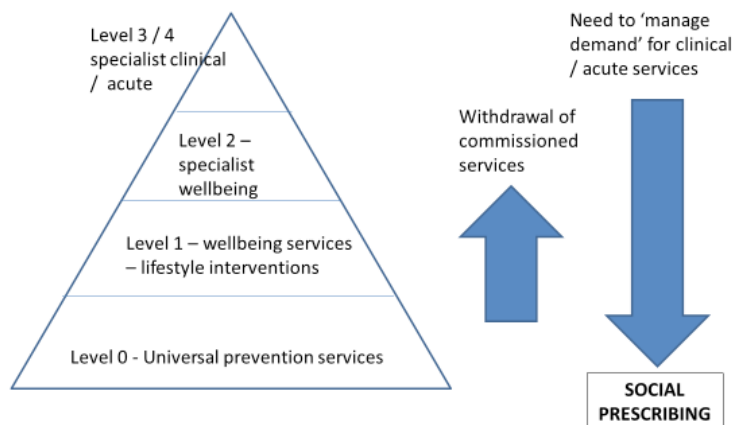 Level 3 / 4
specialist clinical
/ acute
Level 2 –
specialist
wellbeing
Level 1 – wellbeing services
– lifestyle interventions
Level 0 - Universal prevention services
Withdrawal of
commissioned
services
Need to ‘manage
demand’ for clinical
/ acute services
SOCIAL
PRESCRIBING